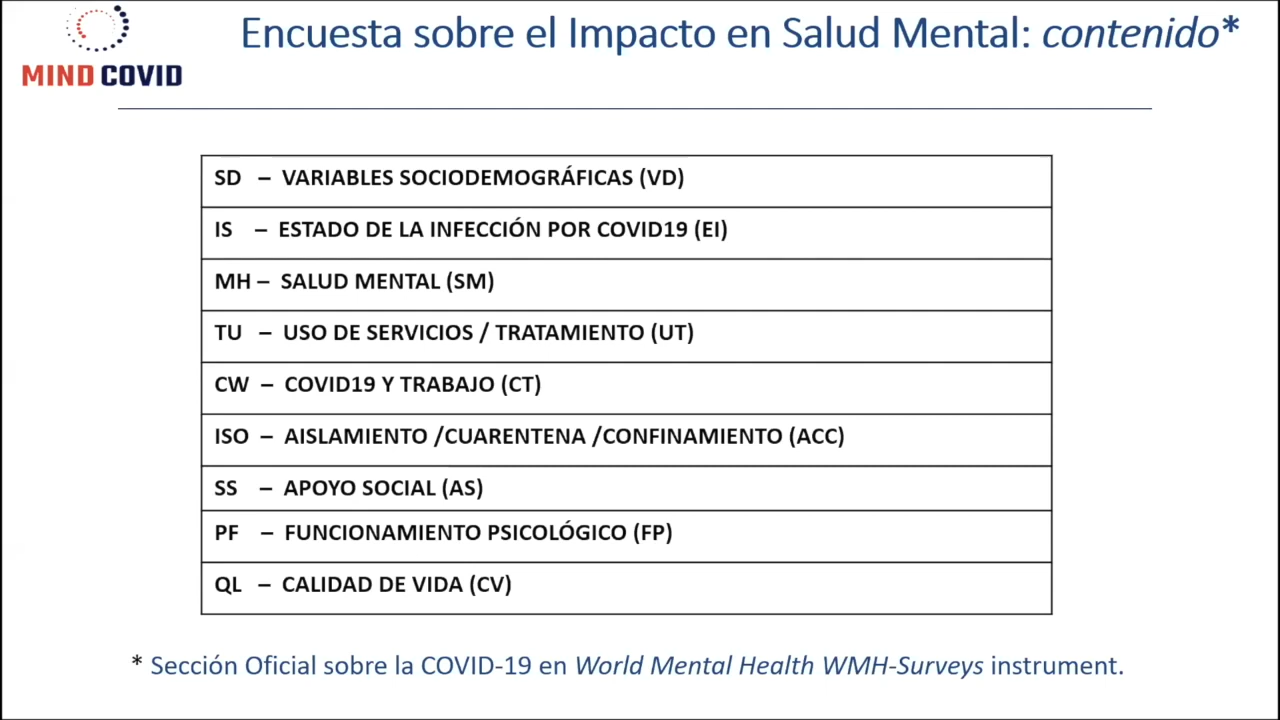 Encuesta sobre el Impacto en Salud Mental: contenido*
MIND COVID
SD – VARIABLES SOCIODEMOGRÁFICAS (VD)
IS – ESTADO DE LA INFECCIÓN POR COVID19 (EI)
MH – SALUD MENTAL (SM)
TU – USO DE SERVICIOS / TRATAMIENTO (UT)
CW – COVID19 Y TRABAJO (CT)
ISO – AISLAMIENTO /CUARENTENA /CONFINAMIENTO (ACC)
SS – APOYO SOCIAL (AS)
PF – FUNCIONAMIENTO PSICOLÓGICO (FP)
QL – CALIDAD DE VIDA (CV)
* Sección Oficial sobre la COVID-19 en World Mental Health WMH-Surveys instrument.